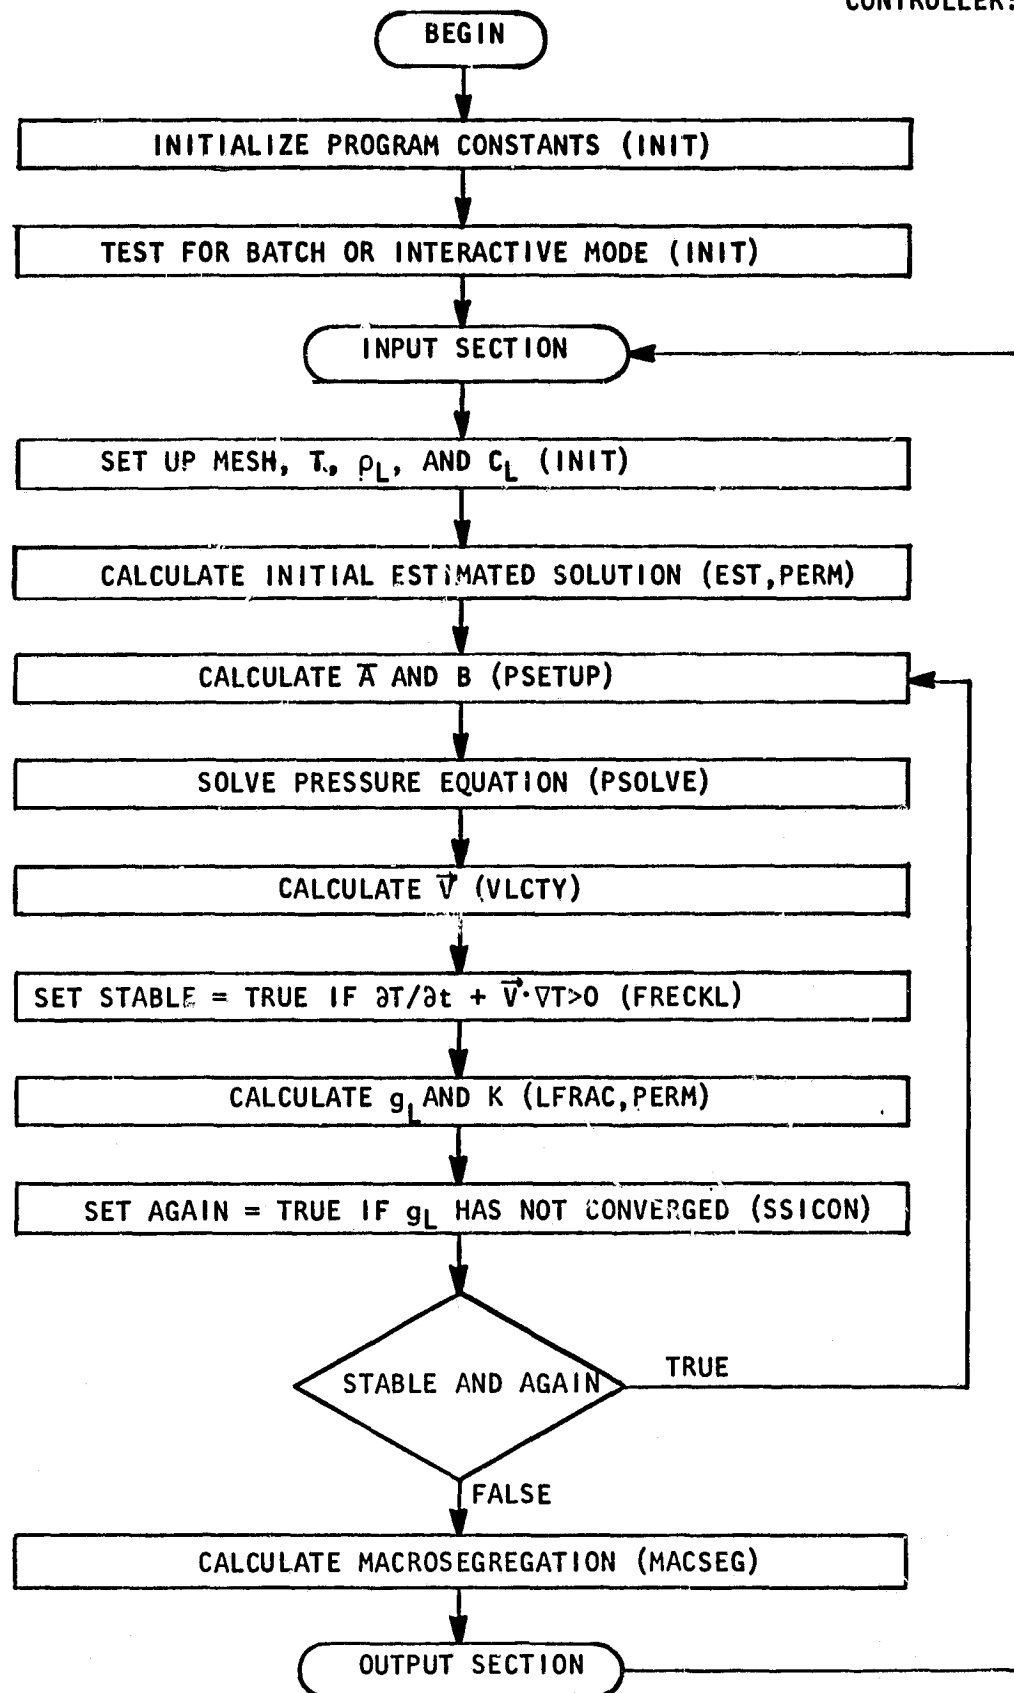 CONTROLLER:
BEGIN
INITIALIZE PROGRAM CONSTANTS (INIT)
TEST FOR BATCH OR INTERACTIVE MODE (INIT)
INPUT SECTION
SET UP MESH, T, ρL, AND CL (INIT)
CALCULATE INITIAL ESTIMATED SOLUTION (EST,PERM)
CALCULATE A̅ AND B (PSETUP)
SOLVE PRESSURE EQUATION (PSOLVE)
CALCULATE V⃗ (VLCTY)
SET STABLE = TRUE IF ∂T/∂t + V⃗·∇T>0 (FRECKL)
CALCULATE gL AND K (LFRAC,PERM)
SET AGAIN = TRUE IF gL HAS NOT CONVERGED (SSICON)
STABLE AND AGAIN
TRUE
FALSE
CALCULATE MACROSEGREGATION (MACSEG)
OUTPUT SECTION